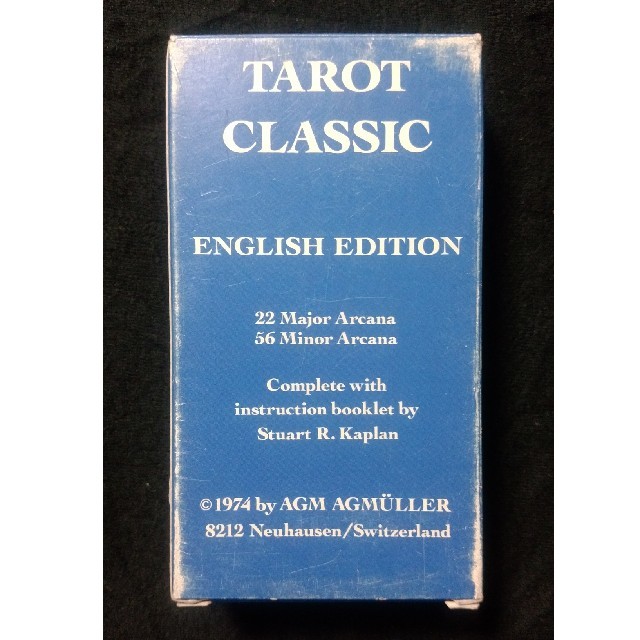 TAROT
CLASSIC
ENGLISH EDITION
22 Major Arcana
56 Minor Arcana
Complete with
instruction booklet by
Stuart R. Kaplan
©1974 by AGM AGMÜLLER
8212 Neuhausen/Switzerland